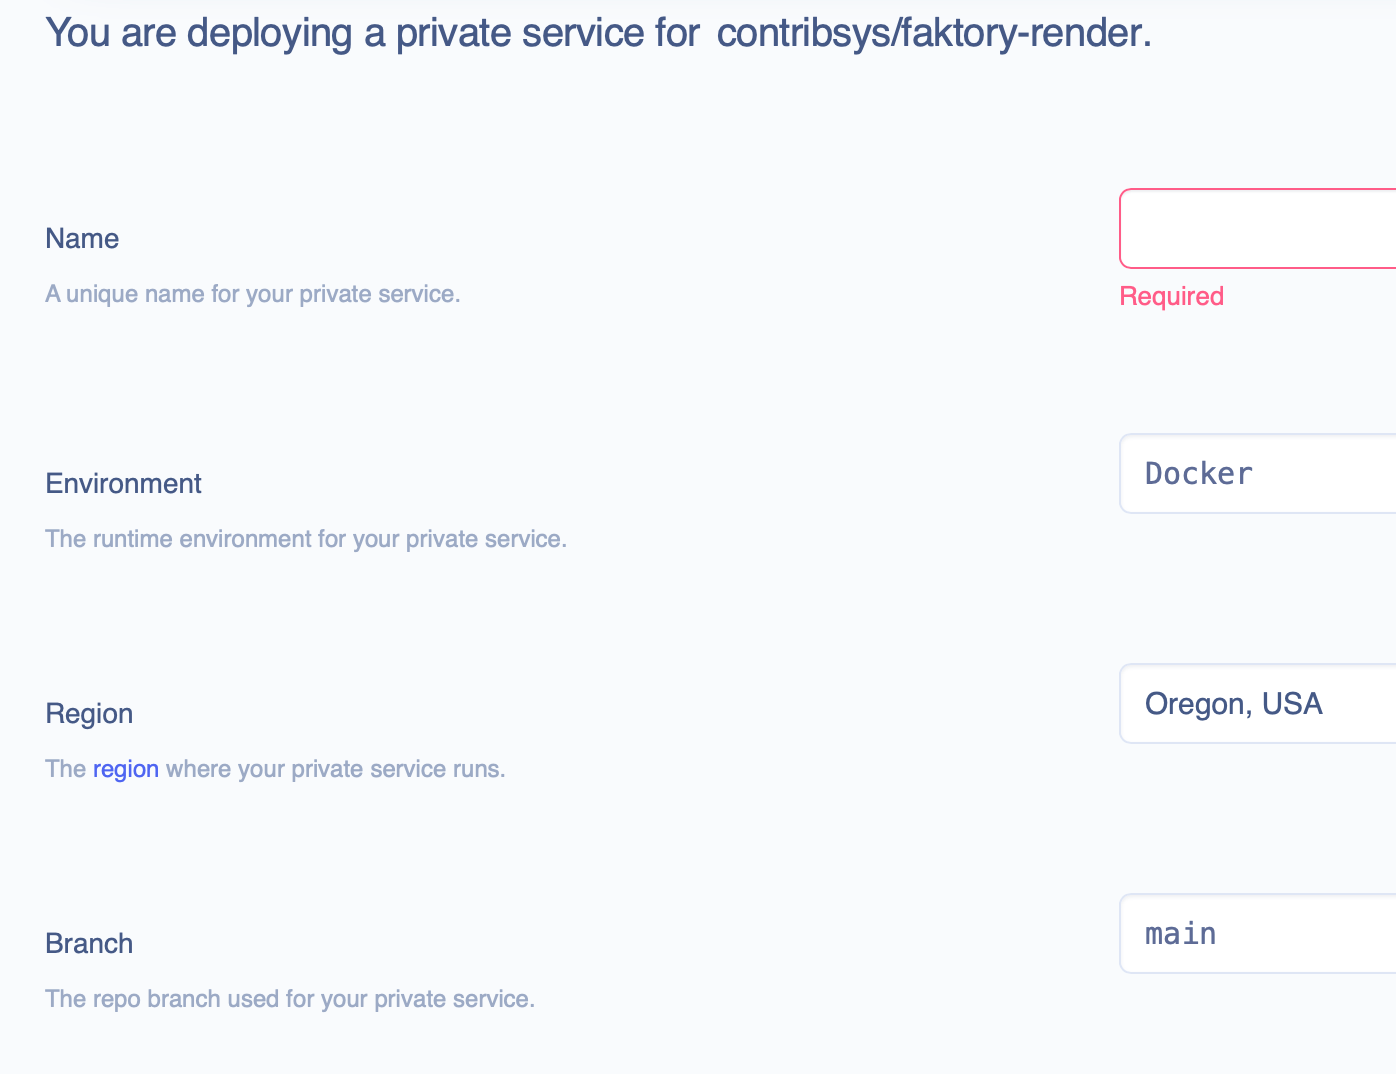 You are deploying a private service for contribsys/faktory-render.
Name
A unique name for your private service.
Required
Environment
The runtime environment for your private service.
Docker
Region
The region where your private service runs.
Oregon, USA
Branch
The repo branch used for your private service.
main